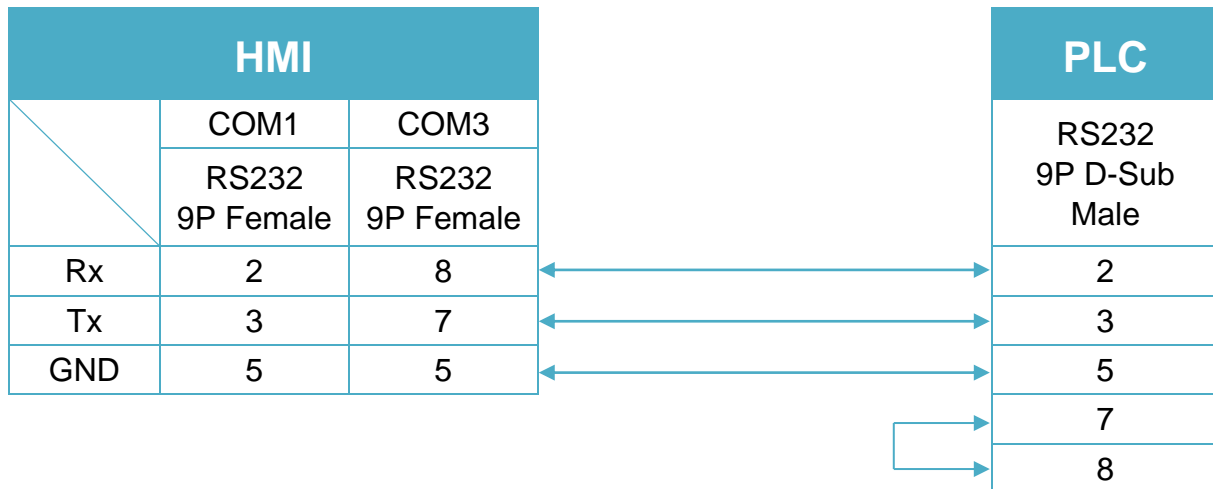 HMI
PLC
COM1 COM3
RS232
9P Female
RS232
9P Female
RS232
9P D-Sub
Male
Rx 2 8 2
Tx 3 7 3
GND 5 5 5
7
8